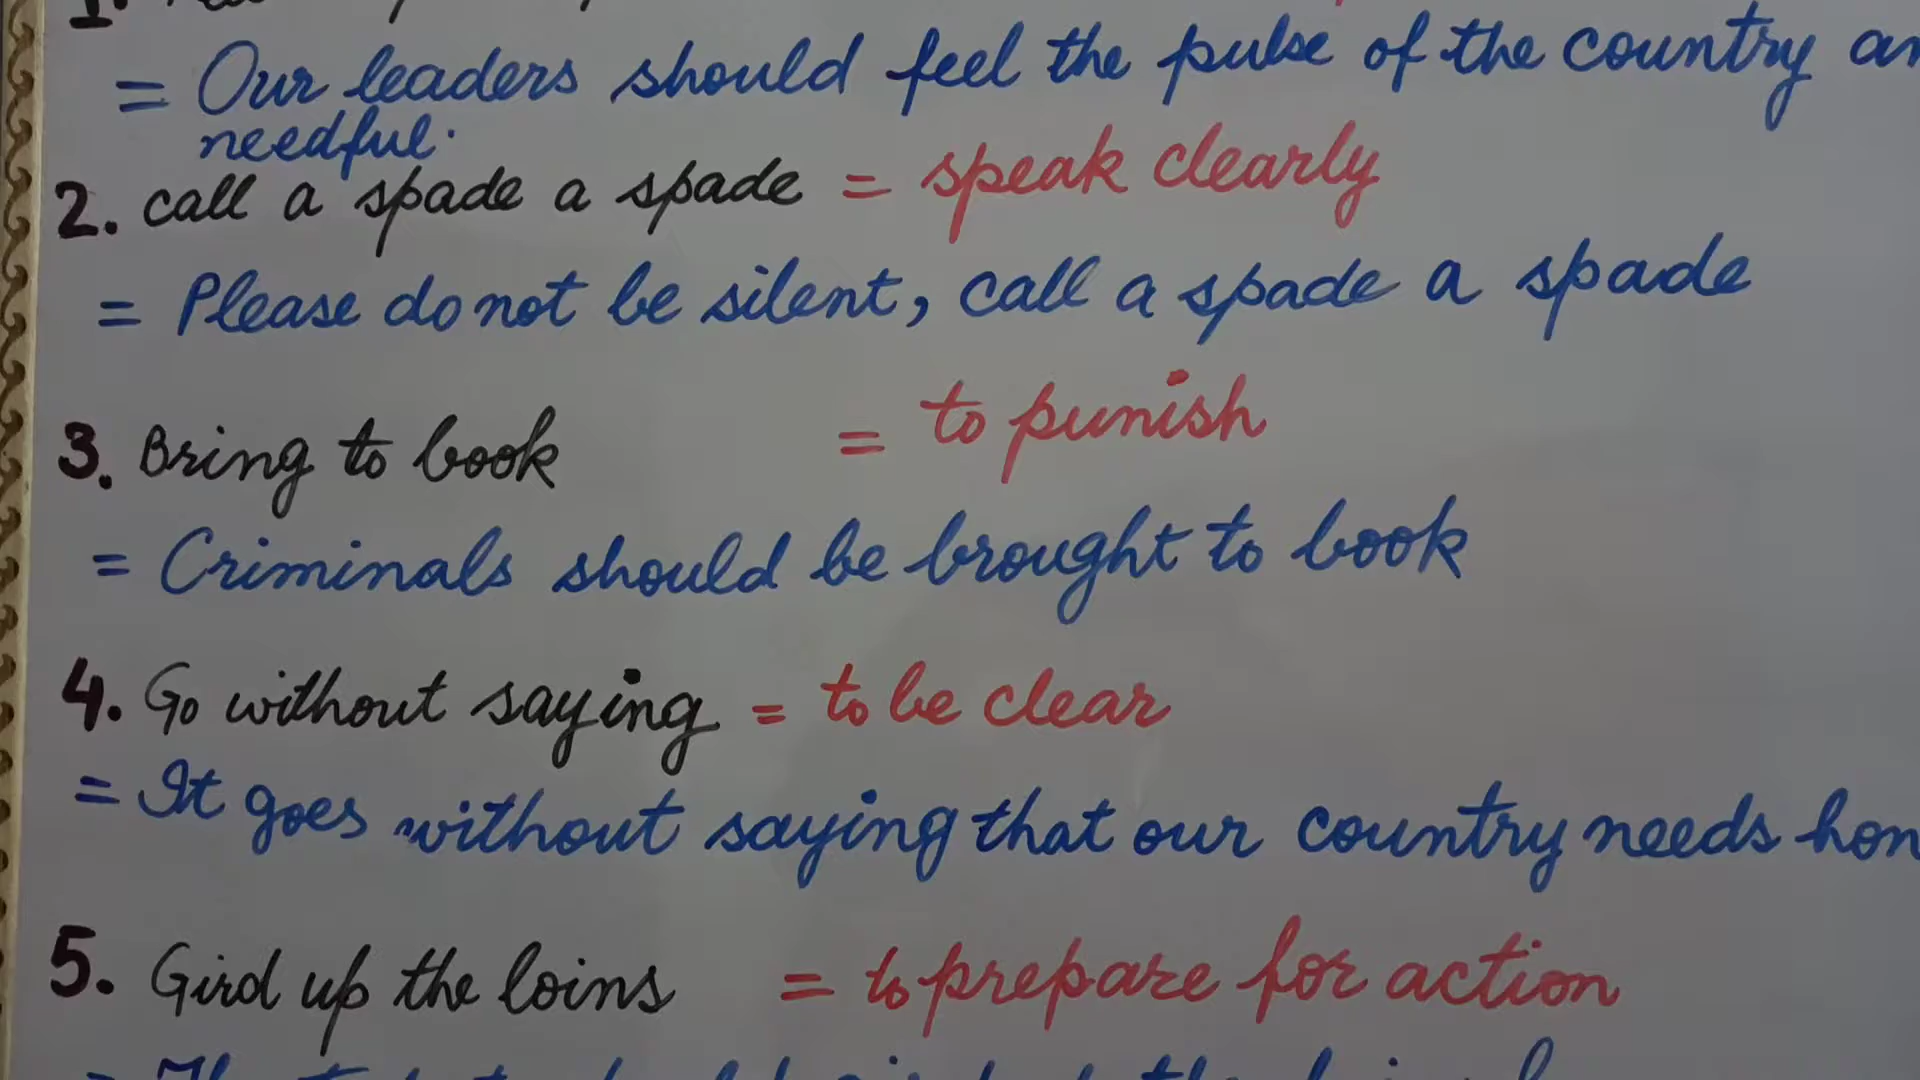 1.
= Our leaders should feel the pulse of the country
needful.
2. call a spade a spade = speak clearly
= Please do not be silent, call a spade a spade
3. Bring to book = to punish
= Criminals should be brought to book
4. Go without saying = to be clear
= It goes without saying that our country needs
5. Gird up the loins = to prepare for action